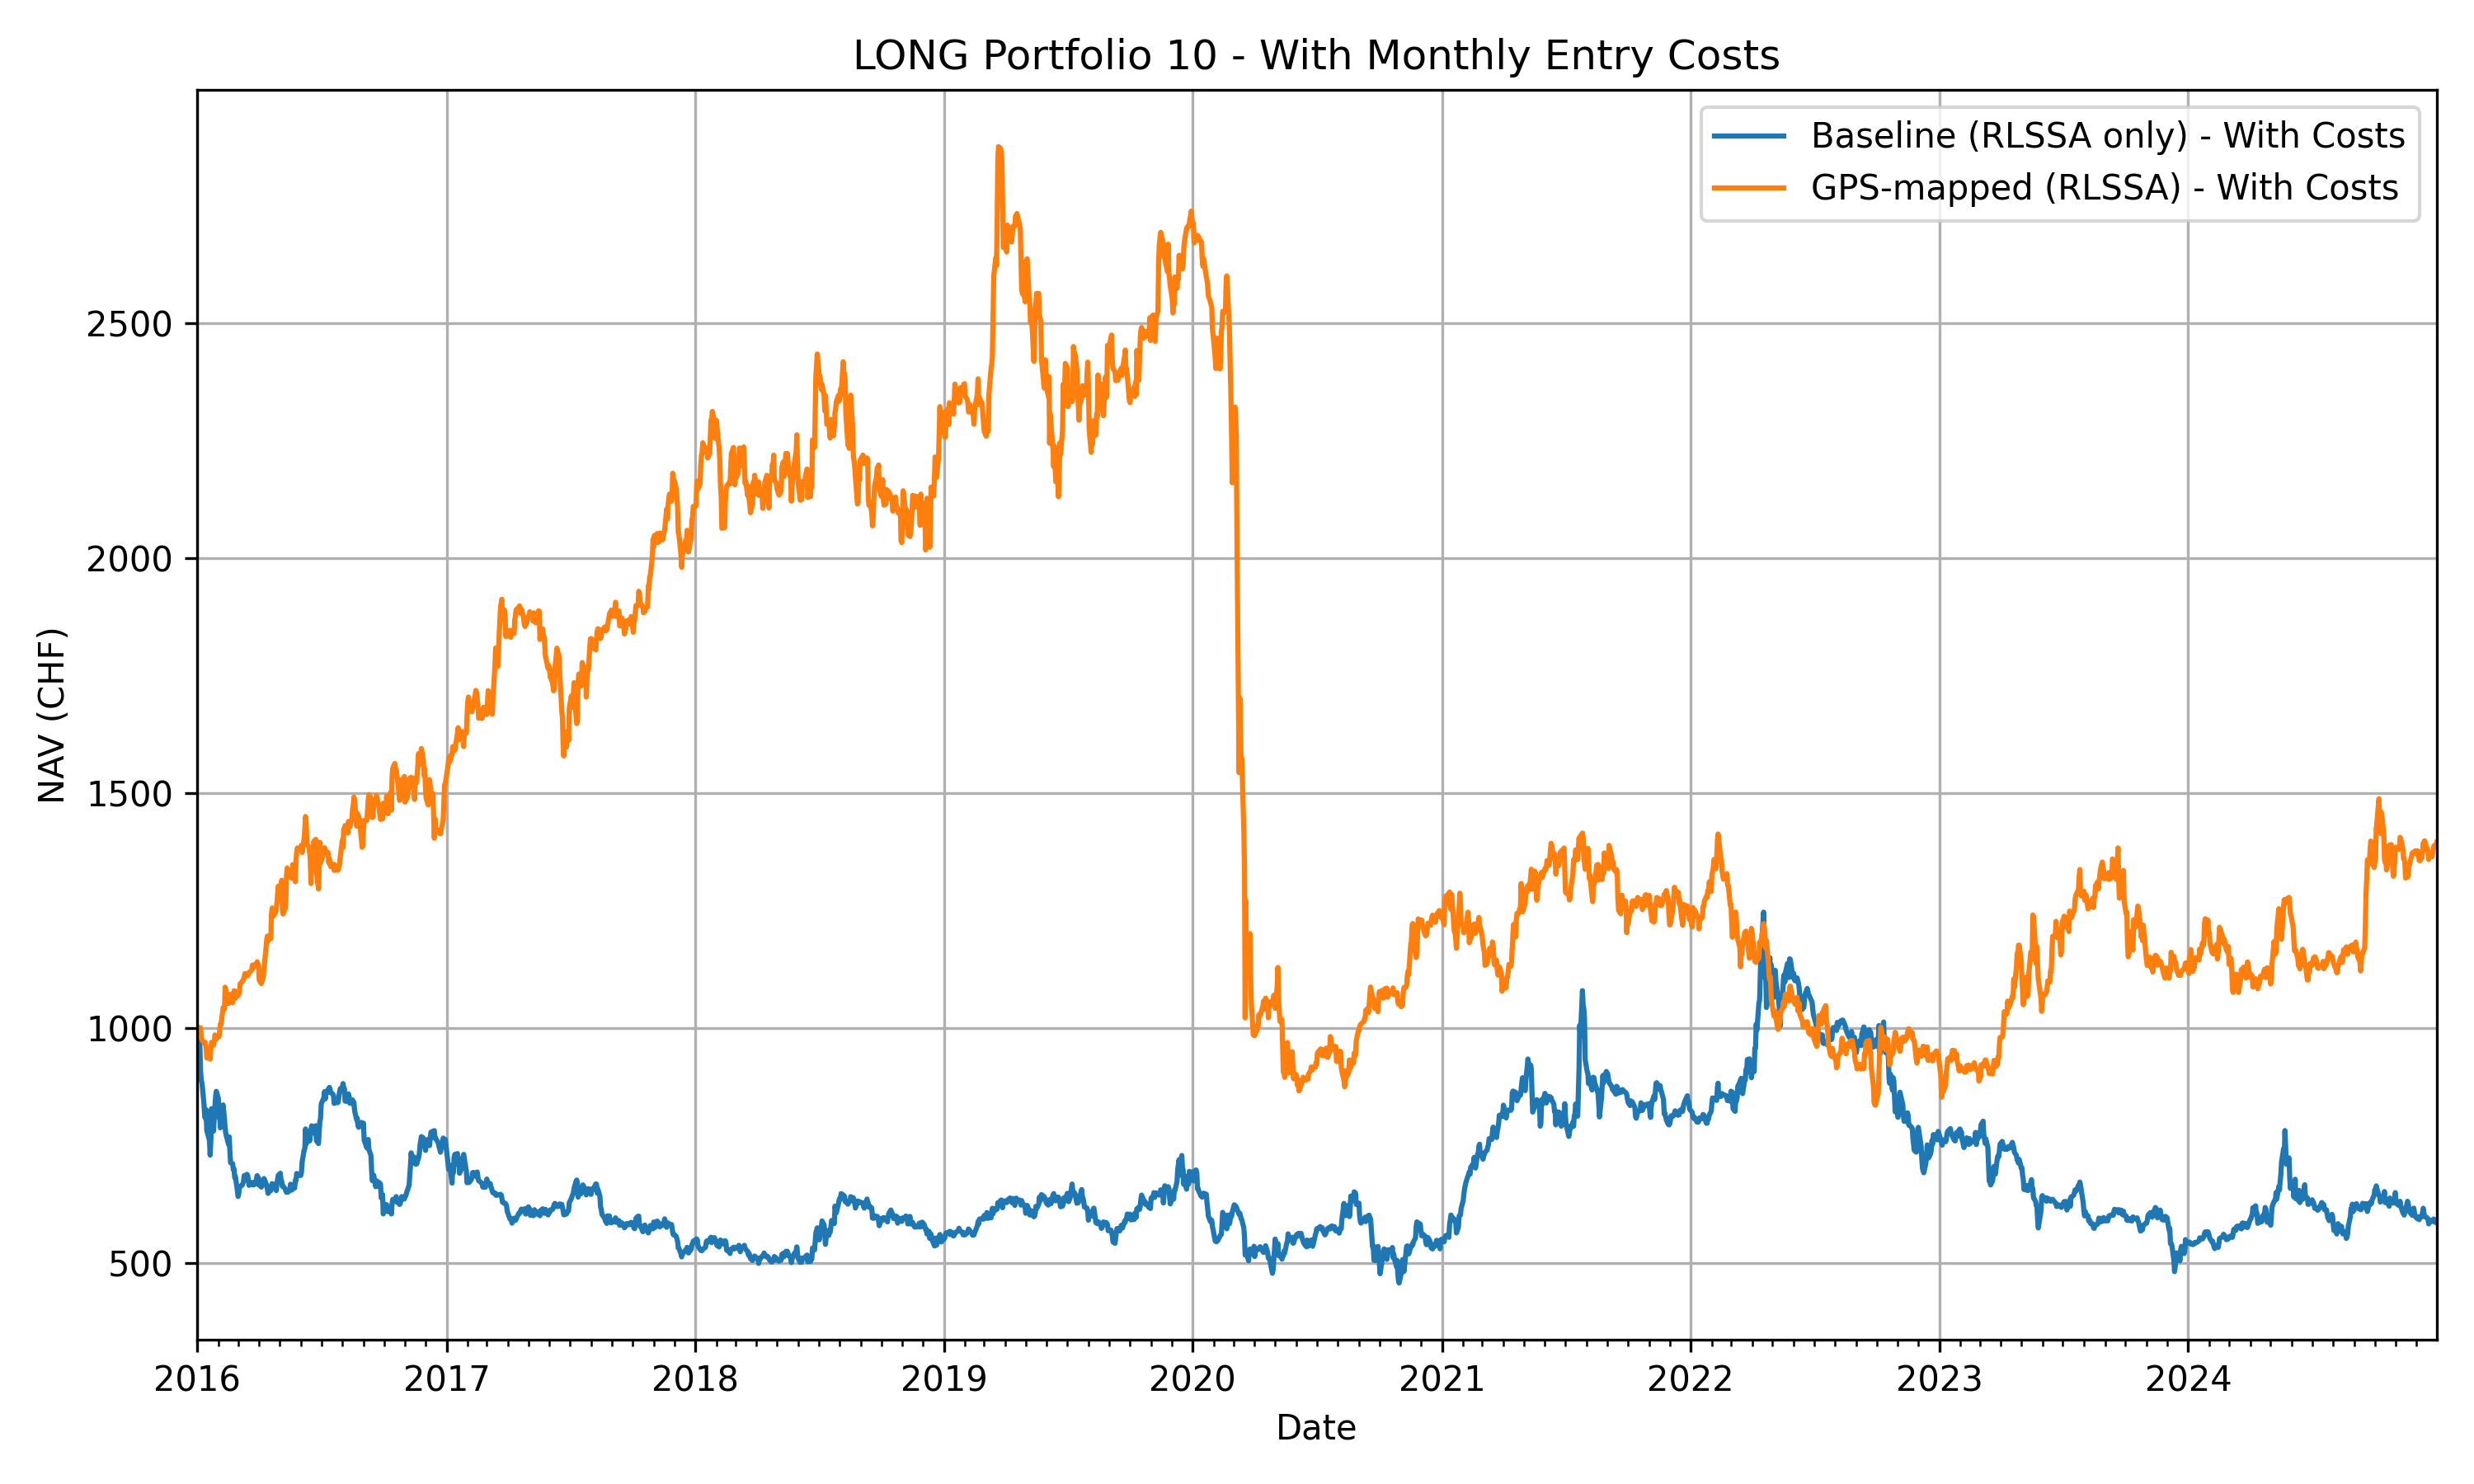 LONG Portfolio 10 - With Monthly Entry Costs
Baseline (RLSSA only) - With Costs
GPS-mapped (RLSSA) - With Costs
NAV (CHF)
2500
2000
1500
1000
500
2016 2017 2018 2019 2020 2021 2022 2023 2024
Date